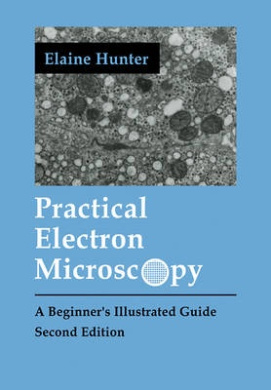 Elaine Hunter
Practical
Electron
Microscopy
A Beginner's Illustrated Guide
Second Edition